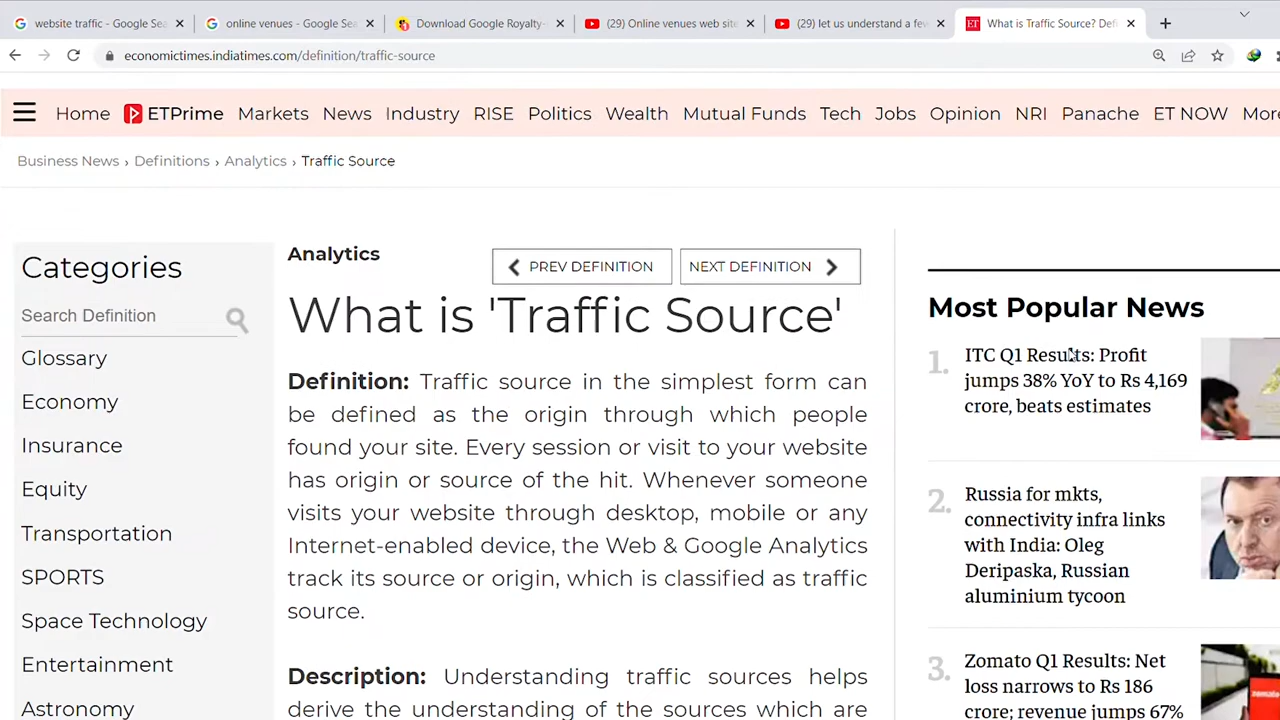 website traffic - Google Sea
online venues - Google Sea
Download Google Royalty-
(29) Online venues web site
(29) let us understand a few
ET What is Traffic Source? Defi
economictimes.indiatimes.com/definition/traffic-source
Home ETPrime Markets News Industry RISE Politics Wealth Mutual Funds Tech Jobs Opinion NRI Panache ET NOW More
Business News › Definitions › Analytics › Traffic Source
Categories
Search Definition
Glossary
Economy
Insurance
Equity
Transportation
SPORTS
Space Technology
Entertainment
Astronomy
Analytics
PREV DEFINITION
NEXT DEFINITION
What is 'Traffic Source'
Definition: Traffic source in the simplest form can
be defined as the origin through which people
found your site. Every session or visit to your website
has origin or source of the hit. Whenever someone
visits your website through desktop, mobile or any
Internet-enabled device, the Web & Google Analytics
track its source or origin, which is classified as traffic
source.
Description: Understanding traffic sources helps
derive the understanding of the sources which are
Most Popular News
1. ITC Q1 Results: Profit
jumps 38% YoY to Rs 4,169
crore, beats estimates
2. Russia for mkts,
connectivity infra links
with India: Oleg
Deripaska, Russian
aluminium tycoon
3. Zomato Q1 Results: Net
loss narrows to Rs 186
crore; revenue jumps 67%
zomato